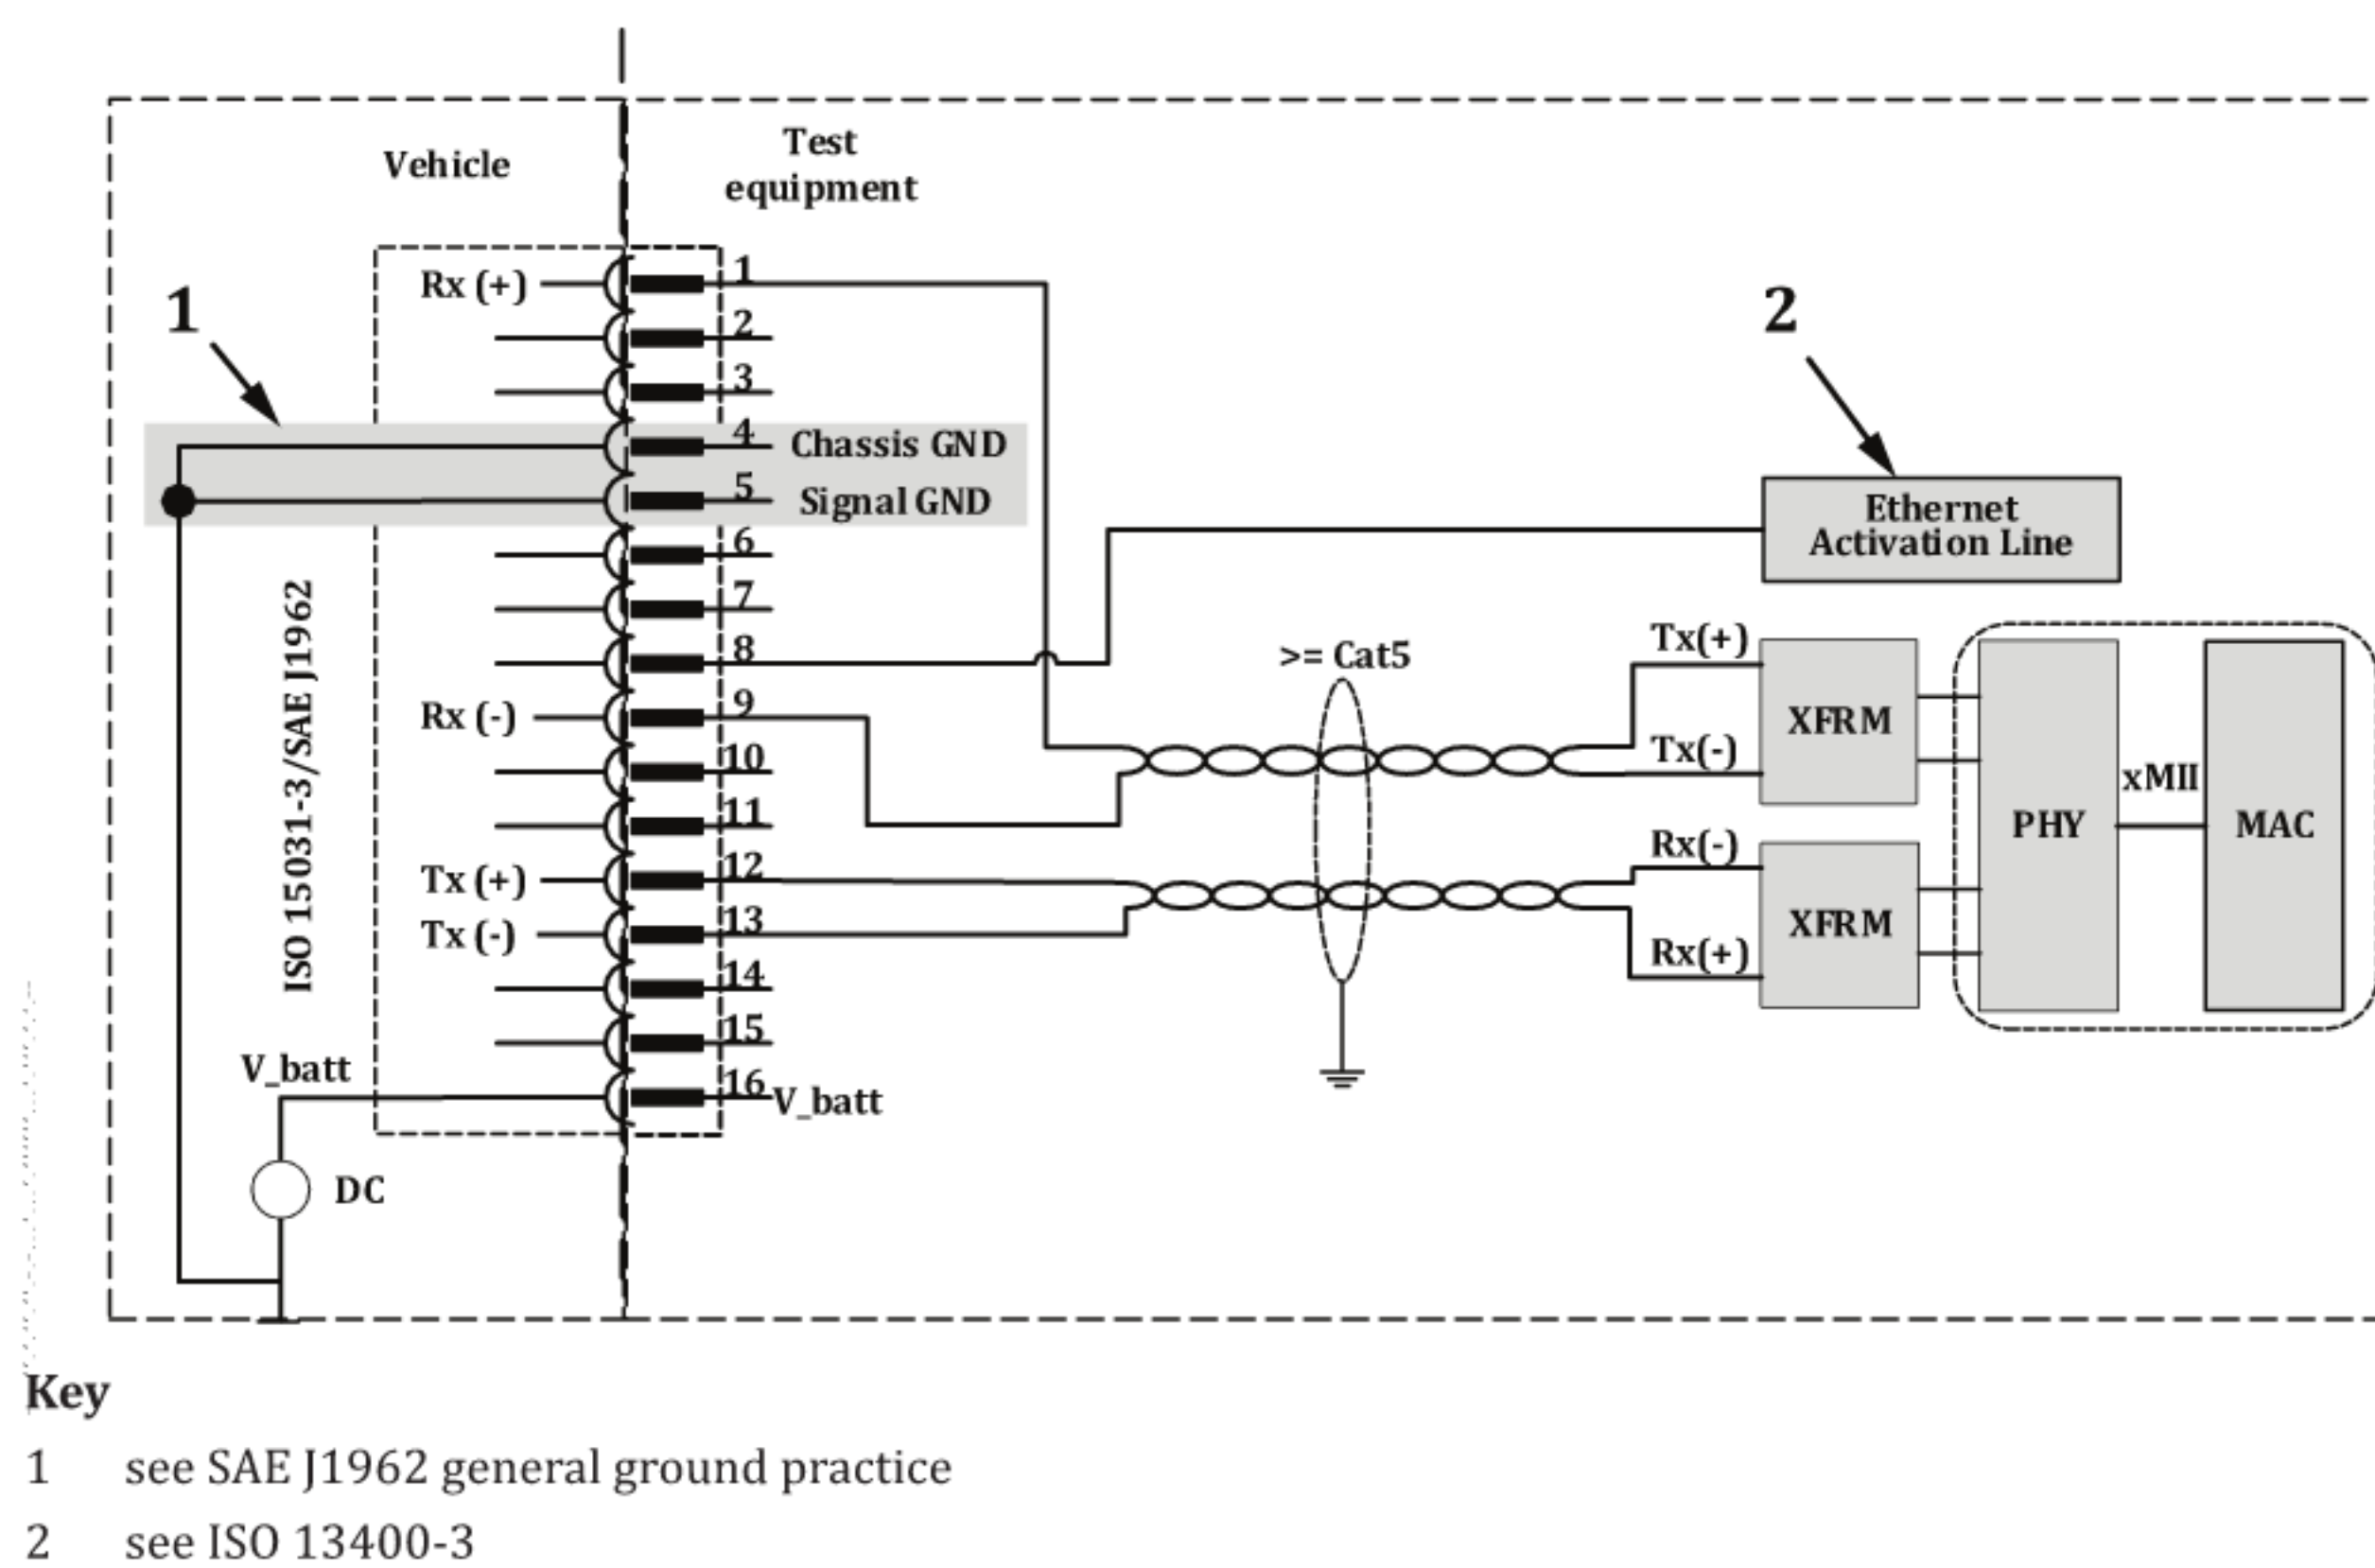 Vehicle
Test
equipment
1
2
Rx (+)
1
2
3
4 Chassis GND
5 Signal GND
6
7
8
Rx (-)
9
10
11
Tx (+)
12
Tx (-)
13
14
15
16 V_batt
ISO 15031-3/SAE J1962
V_batt
DC
Ethernet
Activation Line
>= Cat5
Tx(+)
Tx(-)
XFRM
Rx(-)
Rx(+)
XFRM
PHY
xMII
MAC
Key
1 see SAE J1962 general ground practice
2 see ISO 13400-3